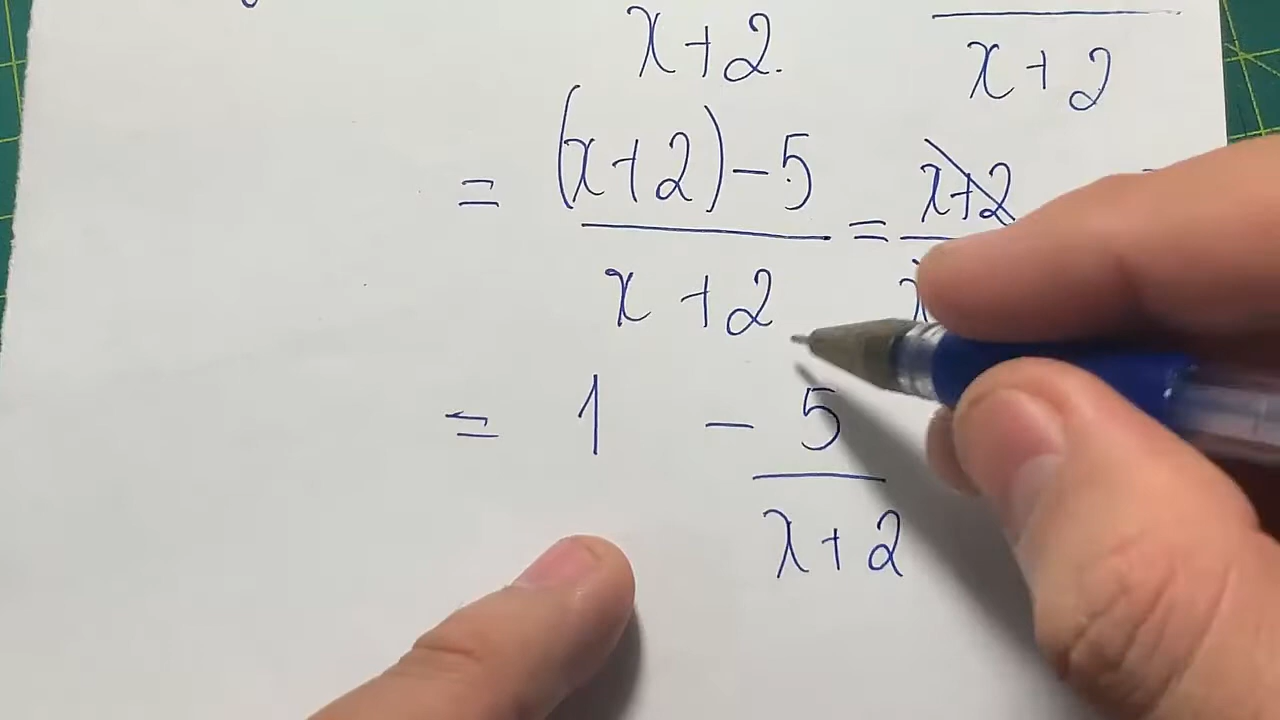 x+2. x+2
= (x+2)-5 / x+2 = x+2
= 1 - 5 / x+2